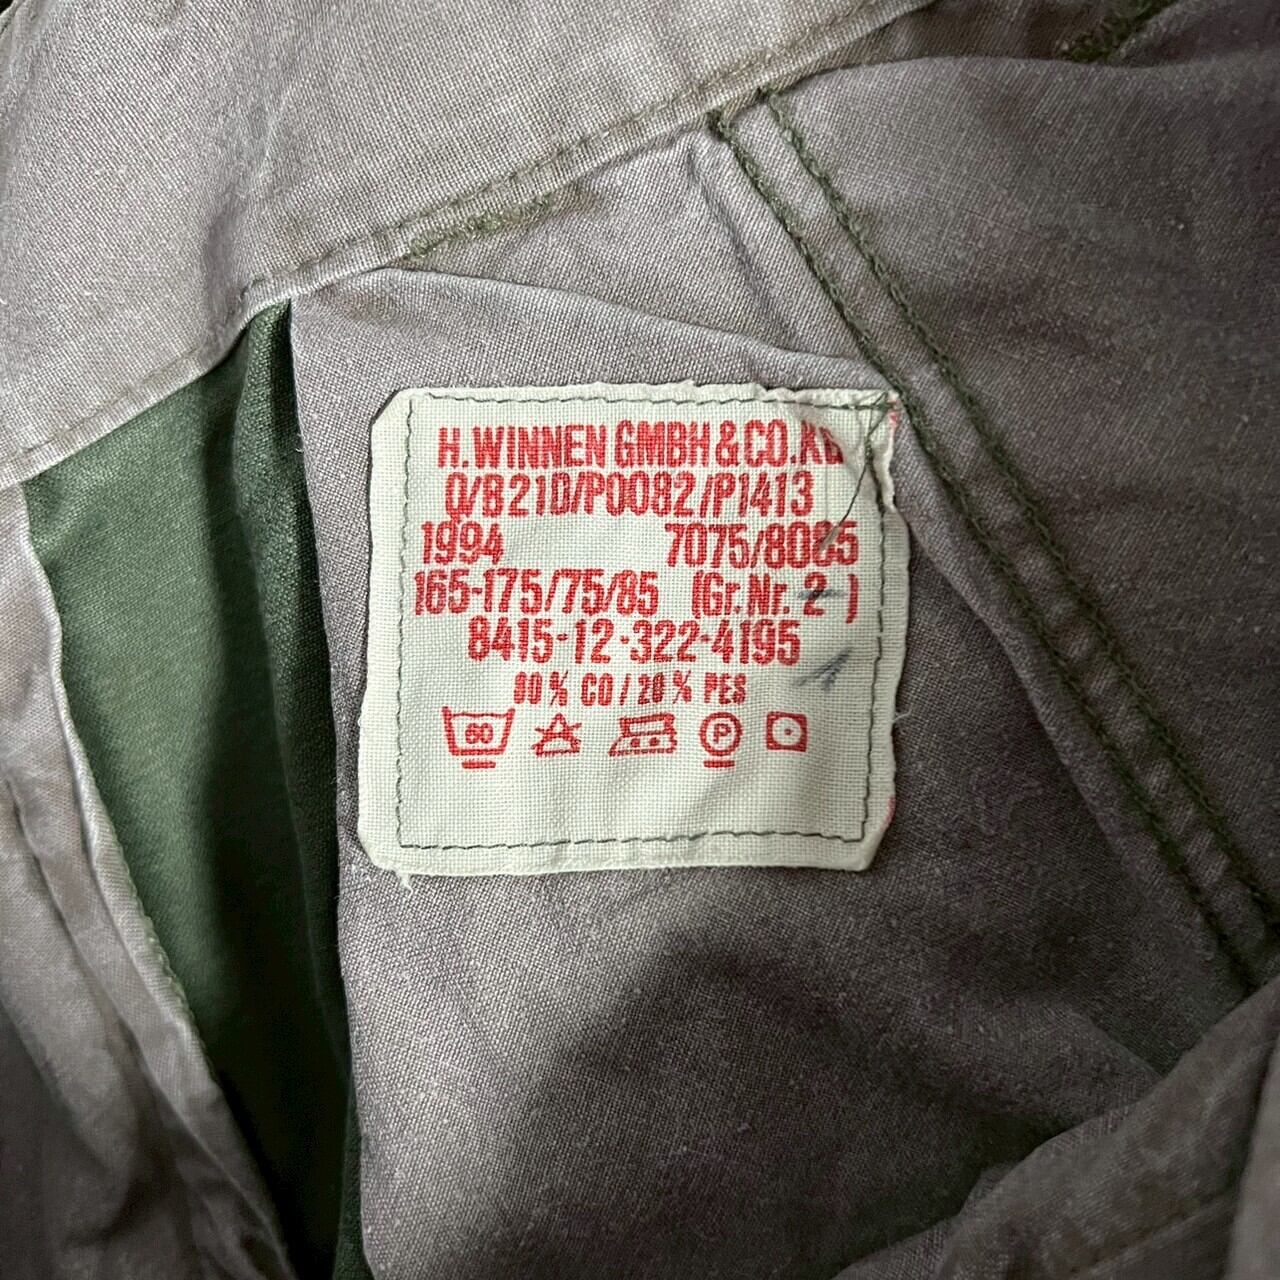 H. WINNEN GMBH & CO. KG
Q/B21D/P0082/P1413
1994 7075/8085
165-175/75/85 (Gr. Nr. 2 )
8415-12-322-4195
80 % CO / 20 % PES
60
P